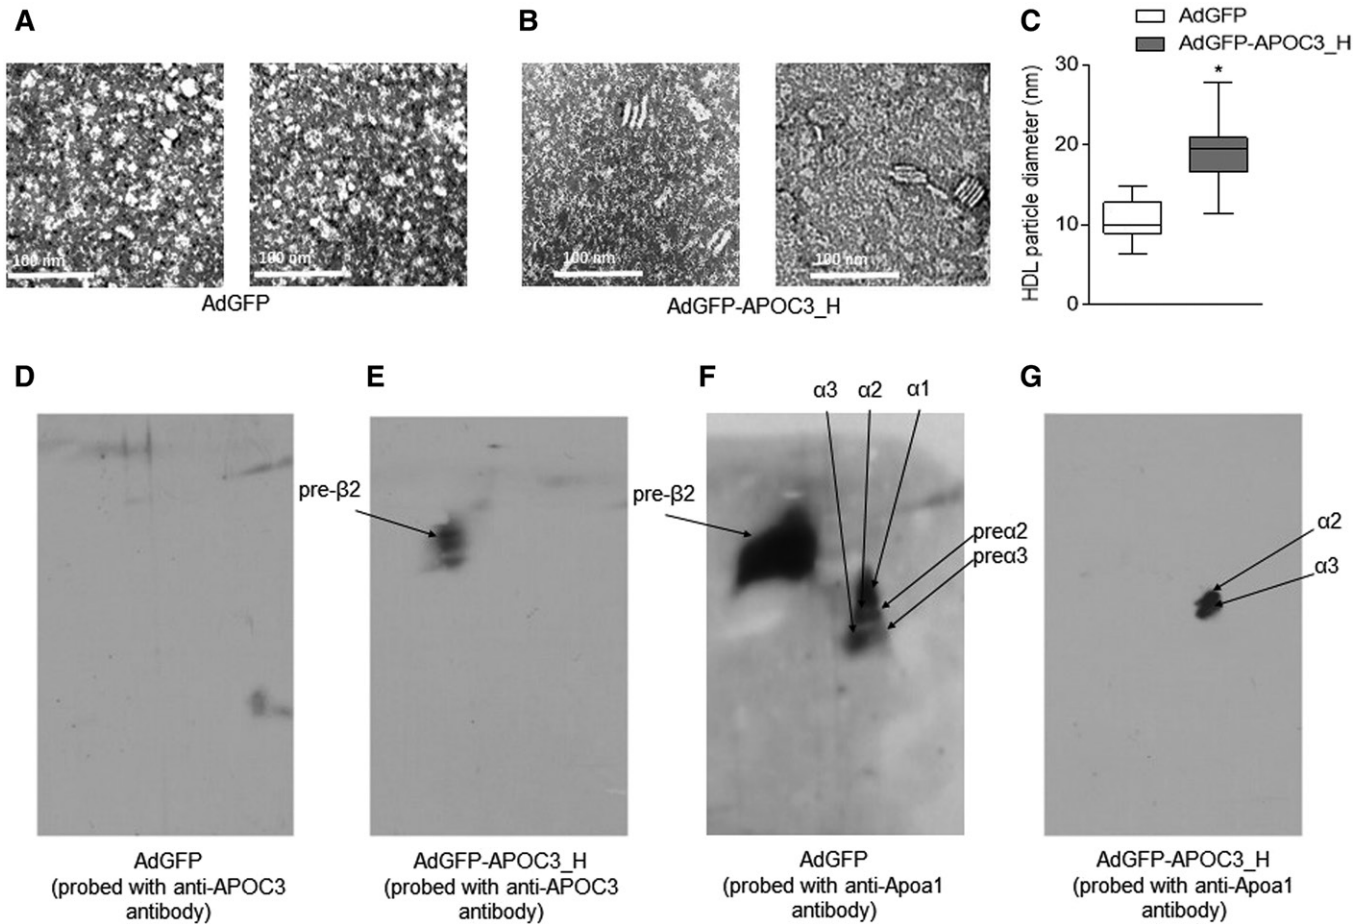 A
B
C
AdGFP
AdGFP-APOC3_H
100 nm
100 nm
AdGFP
100 nm
100 nm
AdGFP-APOC3_H
HDL particle diameter (nm)
30
20
10
0
*
D
E
F
G
pre-β2
pre-β2
α3
α2
α1
preα2
preα3
α2
α3
AdGFP
(probed with anti-APOC3
antibody)
AdGFP-APOC3_H
(probed with anti-APOC3
antibody)
AdGFP
(probed with anti-Apoa1
antibody)
AdGFP-APOC3_H
(probed with anti-Apoa1
antibody)